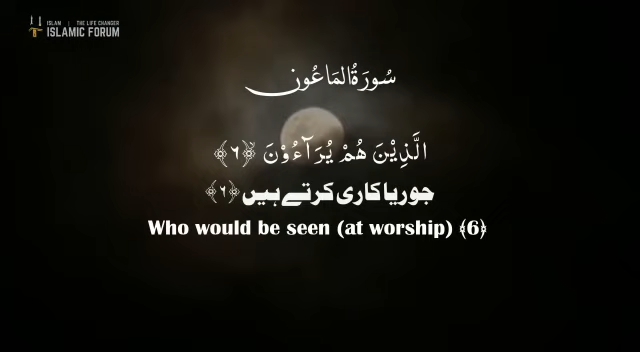 ISLAM | THE LIFE CHANGER
ISLAMIC FORUM
سُورَةُ المَاعُون
الَّذِيْنَ هُمْ يُرَآءُوْنَ ﴿٦﴾
جو ریاکاری کرتے ہیں ﴿٦﴾
Who would be seen (at worship) ﴾6﴿